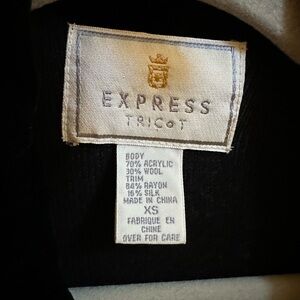 EXPRESS
TRICOT
BODY
70% ACRYLIC
30% WOOL
TRIM
84% RAYON
16% SILK
MADE IN CHINA
XS
FABRIQUE EN
CHINE
OVER FOR CARE